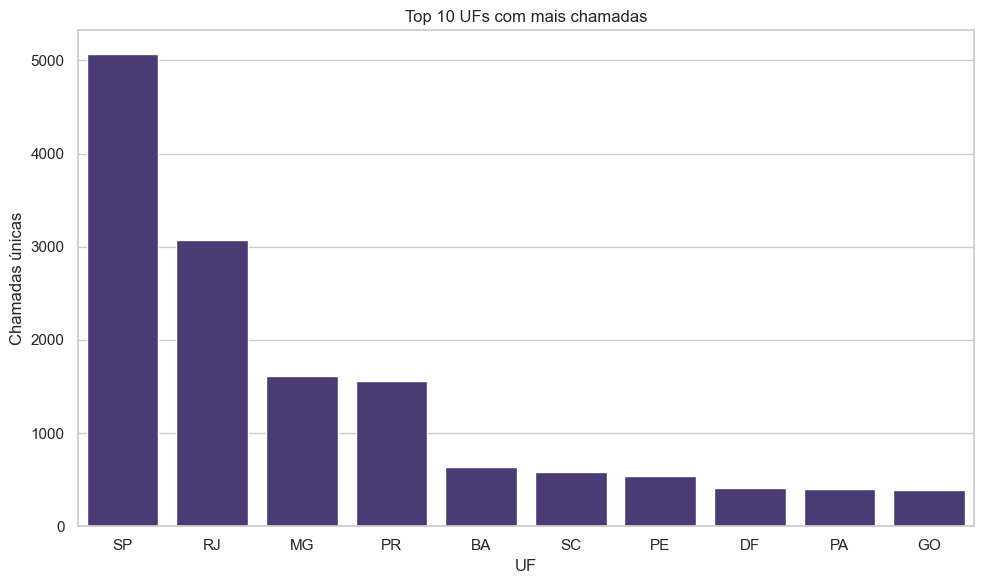 Top 10 UFs com mais chamadas
Chamadas únicas
5000
4000
3000
2000
1000
0
SP RJ MG PR BA SC PE DF PA GO
UF